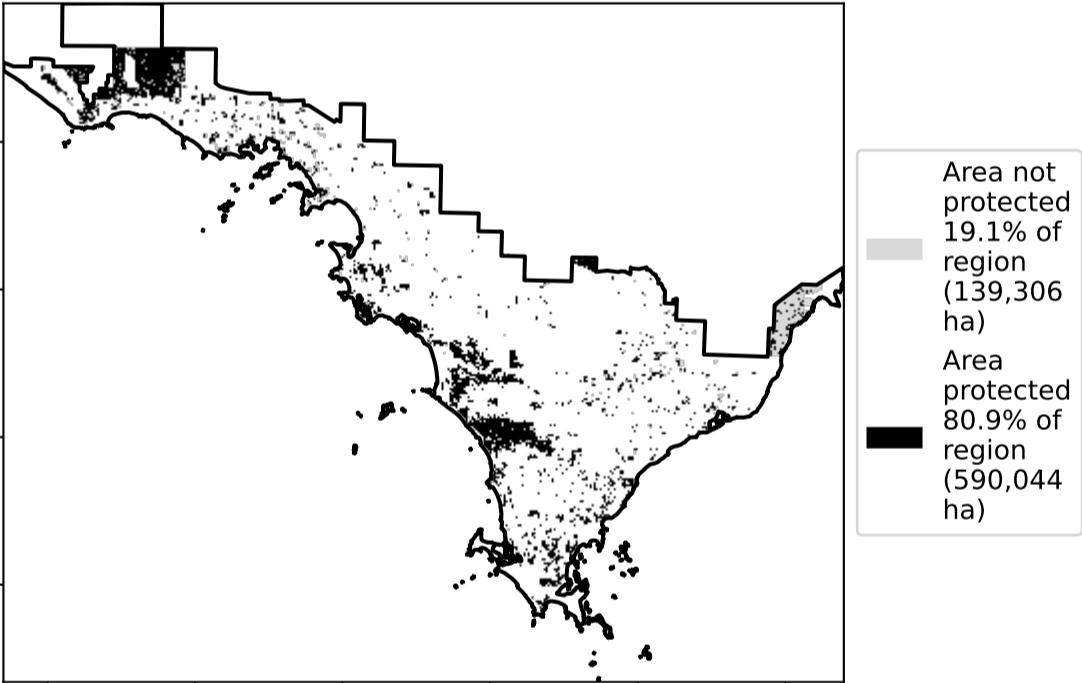 Area not
protected
19.1% of
region
(139,306
ha)
Area
protected
80.9% of
region
(590,044
ha)